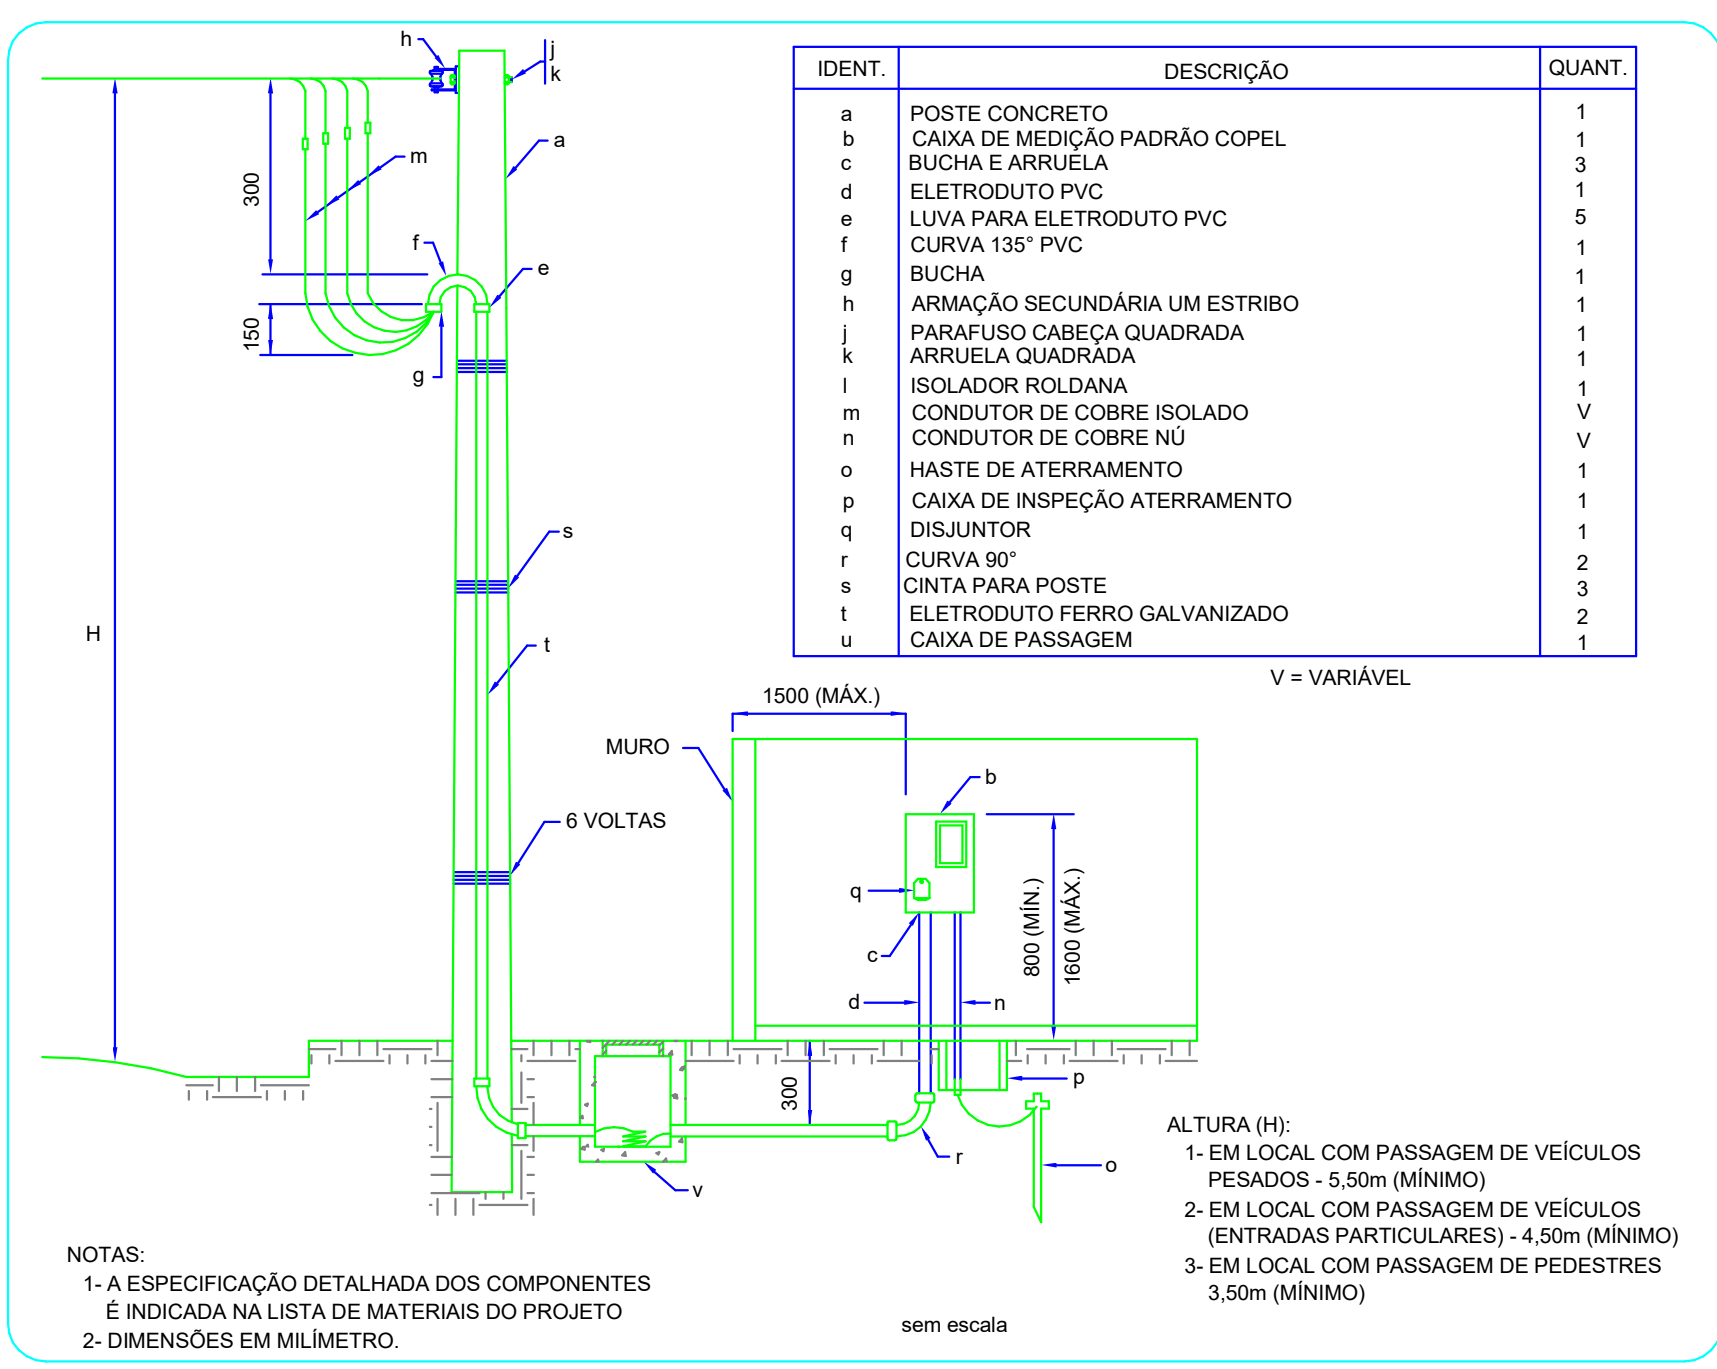 h
j
k
a
m
300
f
e
150
g
s
H
t
6 VOLTAS
IDENT. DESCRIÇÃO QUANT.
a POSTE CONCRETO 1
b CAIXA DE MEDIÇÃO PADRÃO COPEL 1
c BUCHA E ARRUELA 3
d ELETRODUTO PVC 1
e LUVA PARA ELETRODUTO PVC 5
f CURVA 135° PVC 1
g BUCHA 1
h ARMAÇÃO SECUNDÁRIA UM ESTRIBO 1
j PARAFUSO CABEÇA QUADRADA 1
k ARRUELA QUADRADA 1
l ISOLADOR ROLDANA 1
m CONDUTOR DE COBRE ISOLADO V
n CONDUTOR DE COBRE NÚ V
o HASTE DE ATERRAMENTO 1
p CAIXA DE INSPEÇÃO ATERRAMENTO 1
q DISJUNTOR 1
r CURVA 90° 2
s CINTA PARA POSTE 3
t ELETRODUTO FERRO GALVANIZADO 2
u CAIXA DE PASSAGEM 1
V = VARIÁVEL
1500 (MÁX.)
MURO
b
q
800 (MÍN.)
1600 (MÁX.)
c
d
n
300
p
r
o
v
ALTURA (H):
1- EM LOCAL COM PASSAGEM DE VEÍCULOS
PESADOS - 5,50m (MÍNIMO)
2- EM LOCAL COM PASSAGEM DE VEÍCULOS
(ENTRADAS PARTICULARES) - 4,50m (MÍNIMO)
3- EM LOCAL COM PASSAGEM DE PEDESTRES
3,50m (MÍNIMO)
NOTAS:
1- A ESPECIFICAÇÃO DETALHADA DOS COMPONENTES
É INDICADA NA LISTA DE MATERIAIS DO PROJETO
2- DIMENSÕES EM MILÍMETRO.
sem escala